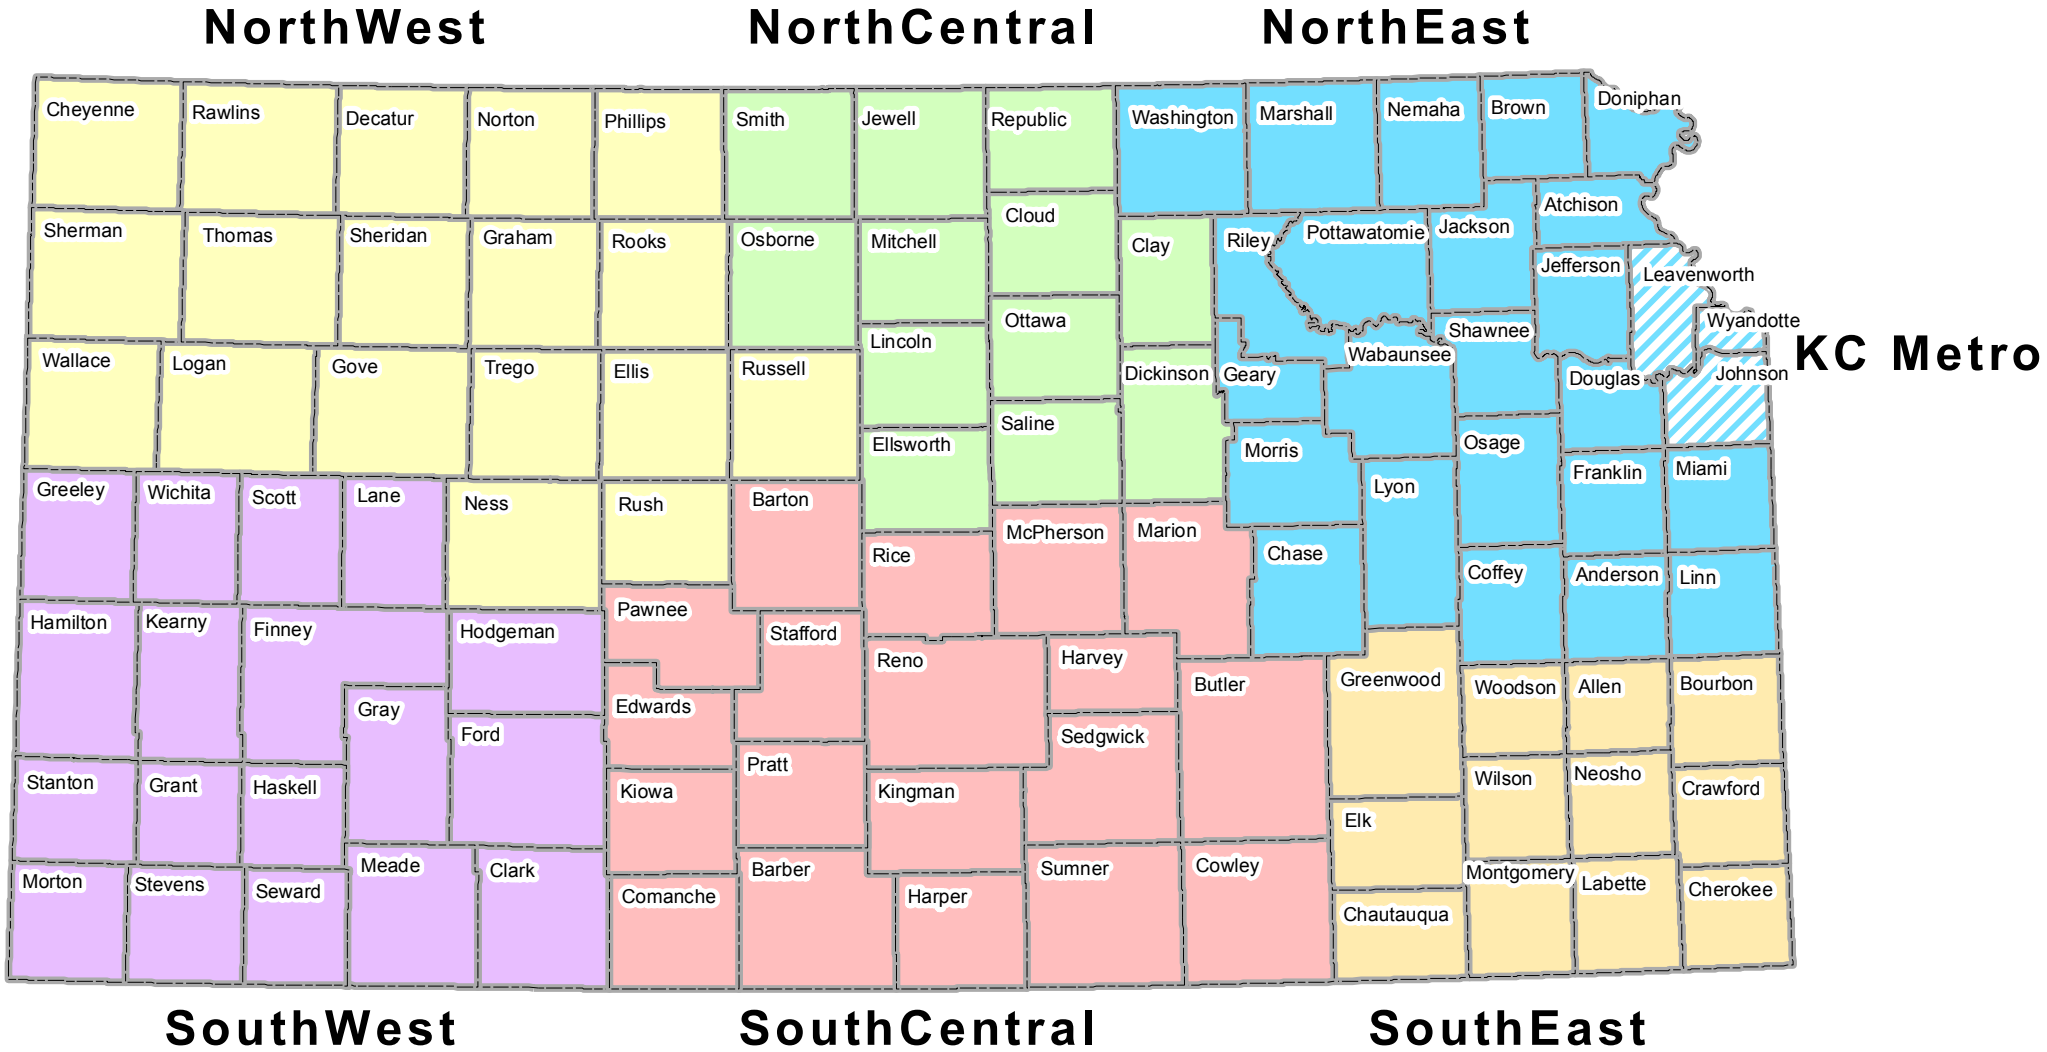 NorthWest NorthCentral NorthEast
Cheyenne Rawlins Decatur Norton Phillips Smith Jewell Republic Washington Marshall Nemaha Brown Doniphan
Sherman Thomas Sheridan Graham Rooks Osborne Mitchell Cloud Clay Riley Pottawatomie Jackson Atchison
Jefferson Leavenworth
Wallace Logan Gove Trego Ellis Russell Lincoln Ottawa Dickinson Geary Wabaunsee Shawnee Douglas Wyandotte
Johnson
KC Metro
Ellsworth Saline Morris Osage Franklin Miami
Greeley Wichita Scott Lane Ness Rush Barton Rice McPherson Marion Chase Lyon Coffey Anderson Linn
Hamilton Kearny Finney Hodgeman Pawnee Stafford Reno Harvey Butler Greenwood Woodson Allen Bourbon
Gray Ford Edwards Pratt Sedgwick
Stanton Grant Haskell Kiowa Kingman Elk Wilson Neosho Crawford
Morton Stevens Seward Meade Clark Comanche Barber Harper Sumner Cowley Chautauqua Montgomery Labette Cherokee
SouthWest SouthCentral SouthEast